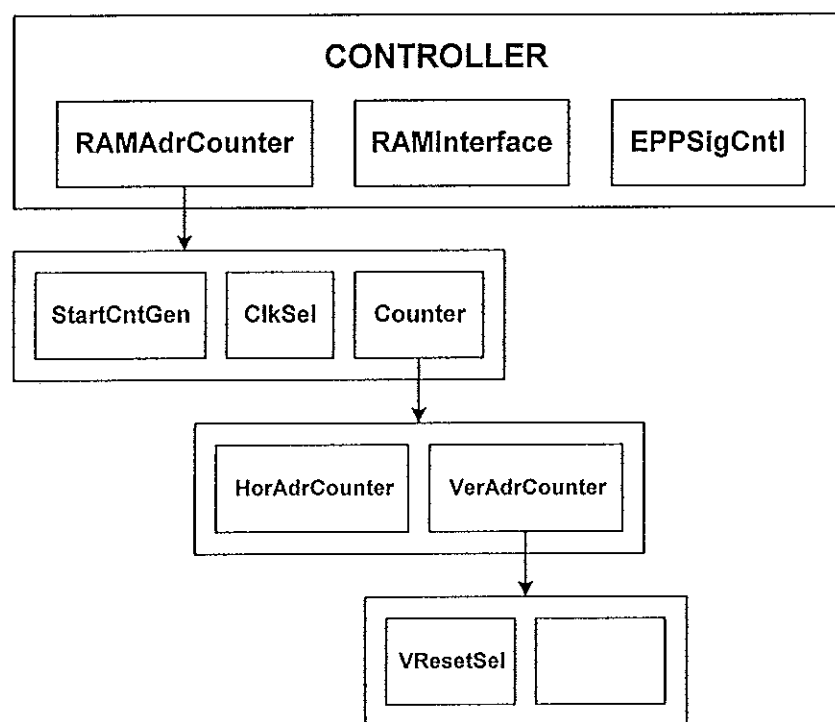 CONTROLLER
RAMAdrCounter
RAMInterface
EPPSigCntl
StartCntGen
ClkSel
Counter
HorAdrCounter
VerAdrCounter
VResetSel